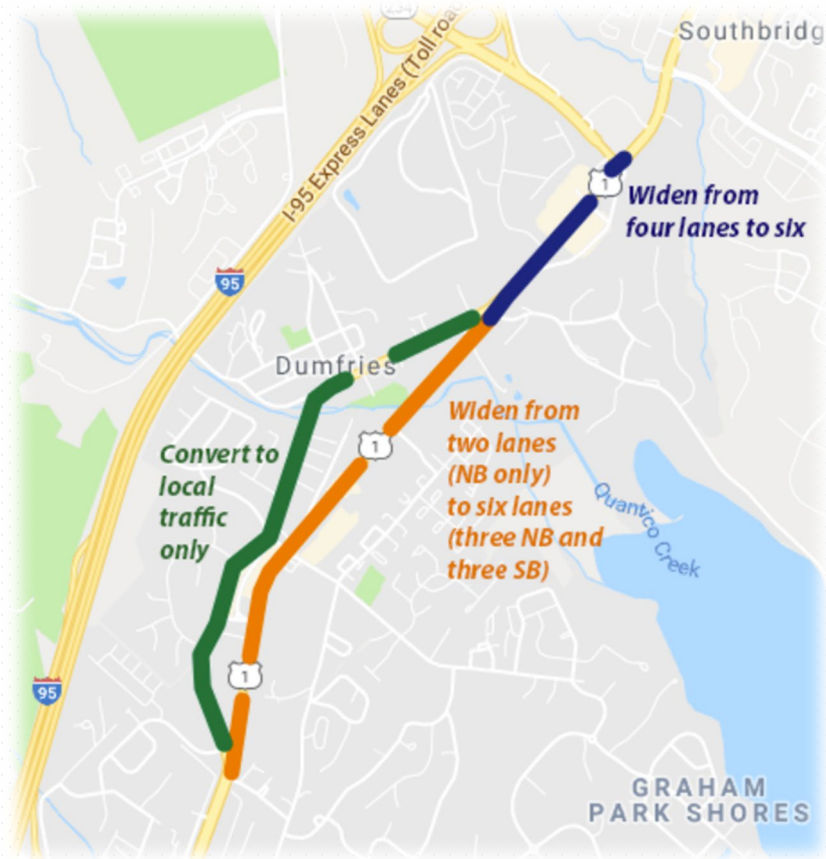 234
Southbridg
I-95 Express Lanes (Toll road
1
Widen from
four lanes to six
95
Dumfries
Widen from
two lanes
(NB only)
to six lanes
(three NB and
three SB)
1
Convert to
local
traffic
only
Quantico
Creek
1
95
GRAHAM
PARK SHORES